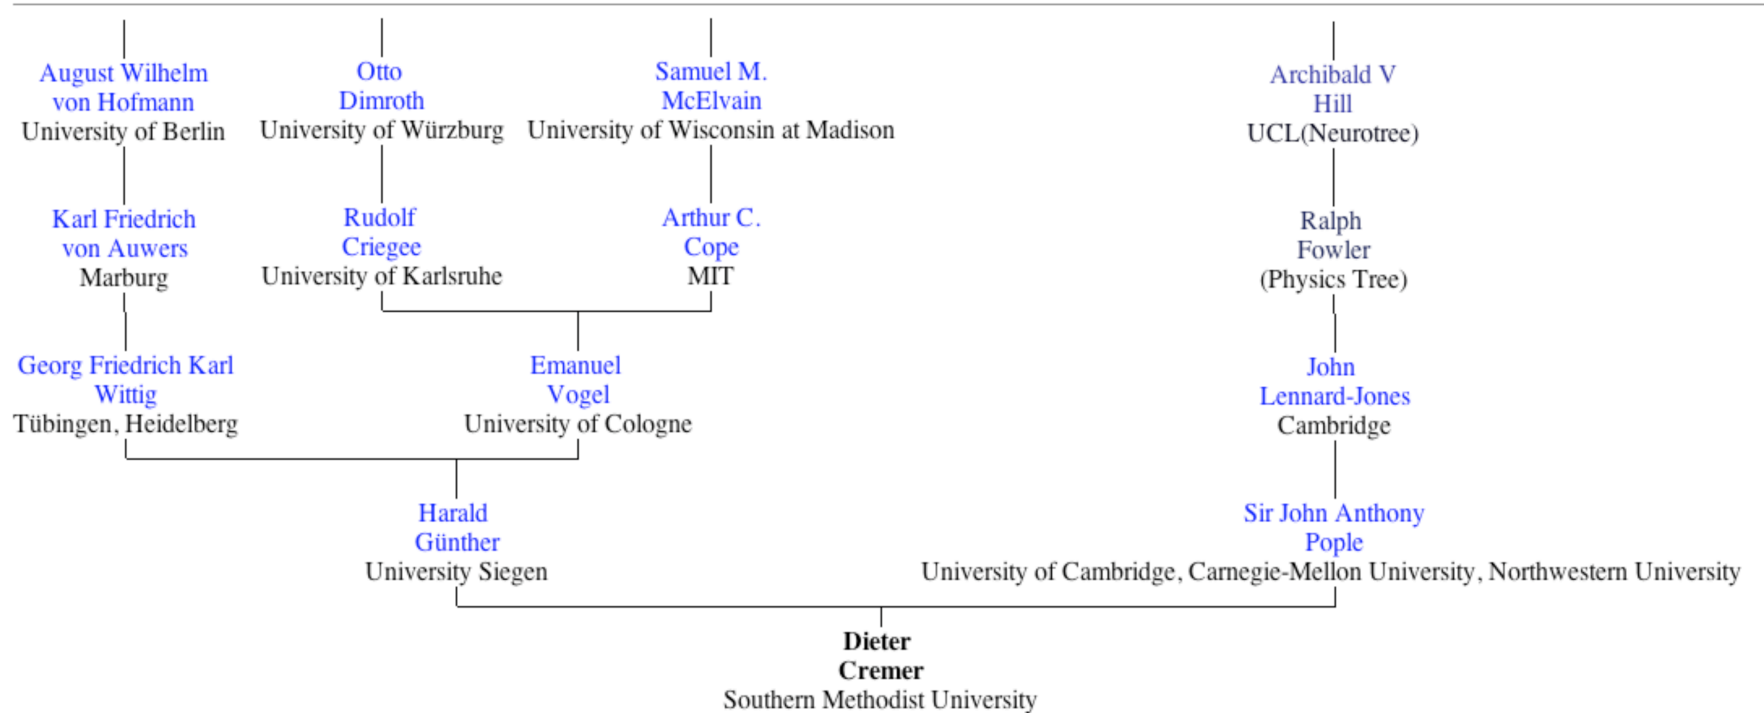 August Wilhelm
von Hofmann
University of Berlin
Otto
Dimroth
University of Würzburg
Samuel M.
McElvain
University of Wisconsin at Madison
Archibald V
Hill
UCL(Neurotree)
Karl Friedrich
von Auwers
Marburg
Rudolf
Criegee
University of Karlsruhe
Arthur C.
Cope
MIT
Ralph
Fowler
(Physics Tree)
Georg Friedrich Karl
Wittig
Tübingen, Heidelberg
Emanuel
Vogel
University of Cologne
John
Lennard-Jones
Cambridge
Harald
Günther
University Siegen
Sir John Anthony
Pople
University of Cambridge, Carnegie-Mellon University, Northwestern University
Dieter
Cremer
Southern Methodist University